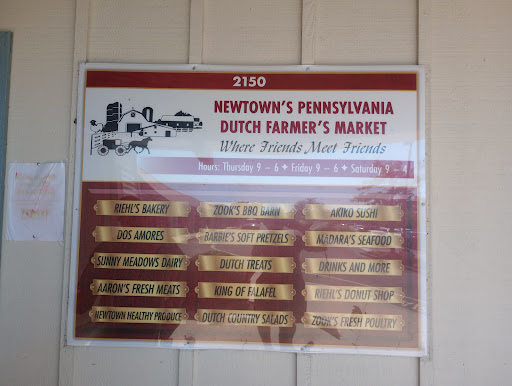 2150
NEWTOWN'S PENNSYLVANIA
DUTCH FARMER'S MARKET
Where Friends Meet Friends
Hours: Thursday 9 – 6 ✦ Friday 9 – 6 ✦ Saturday 9 – 4
RIEHL'S BAKERY ZOOK'S BBQ BARN AKIKO SUSHI
DOS AMORES BARBIE'S SOFT PRETZELS MADARA'S SEAFOOD
SUNNY MEADOWS DAIRY DUTCH TREATS DRINKS AND MORE
AARON'S FRESH MEATS KING OF FALAFEL RIEHL'S DONUT SHOP
NEWTOWN HEALTHY PRODUCE DUTCH COUNTRY SALADS ZOOK'S FRESH POULTRY